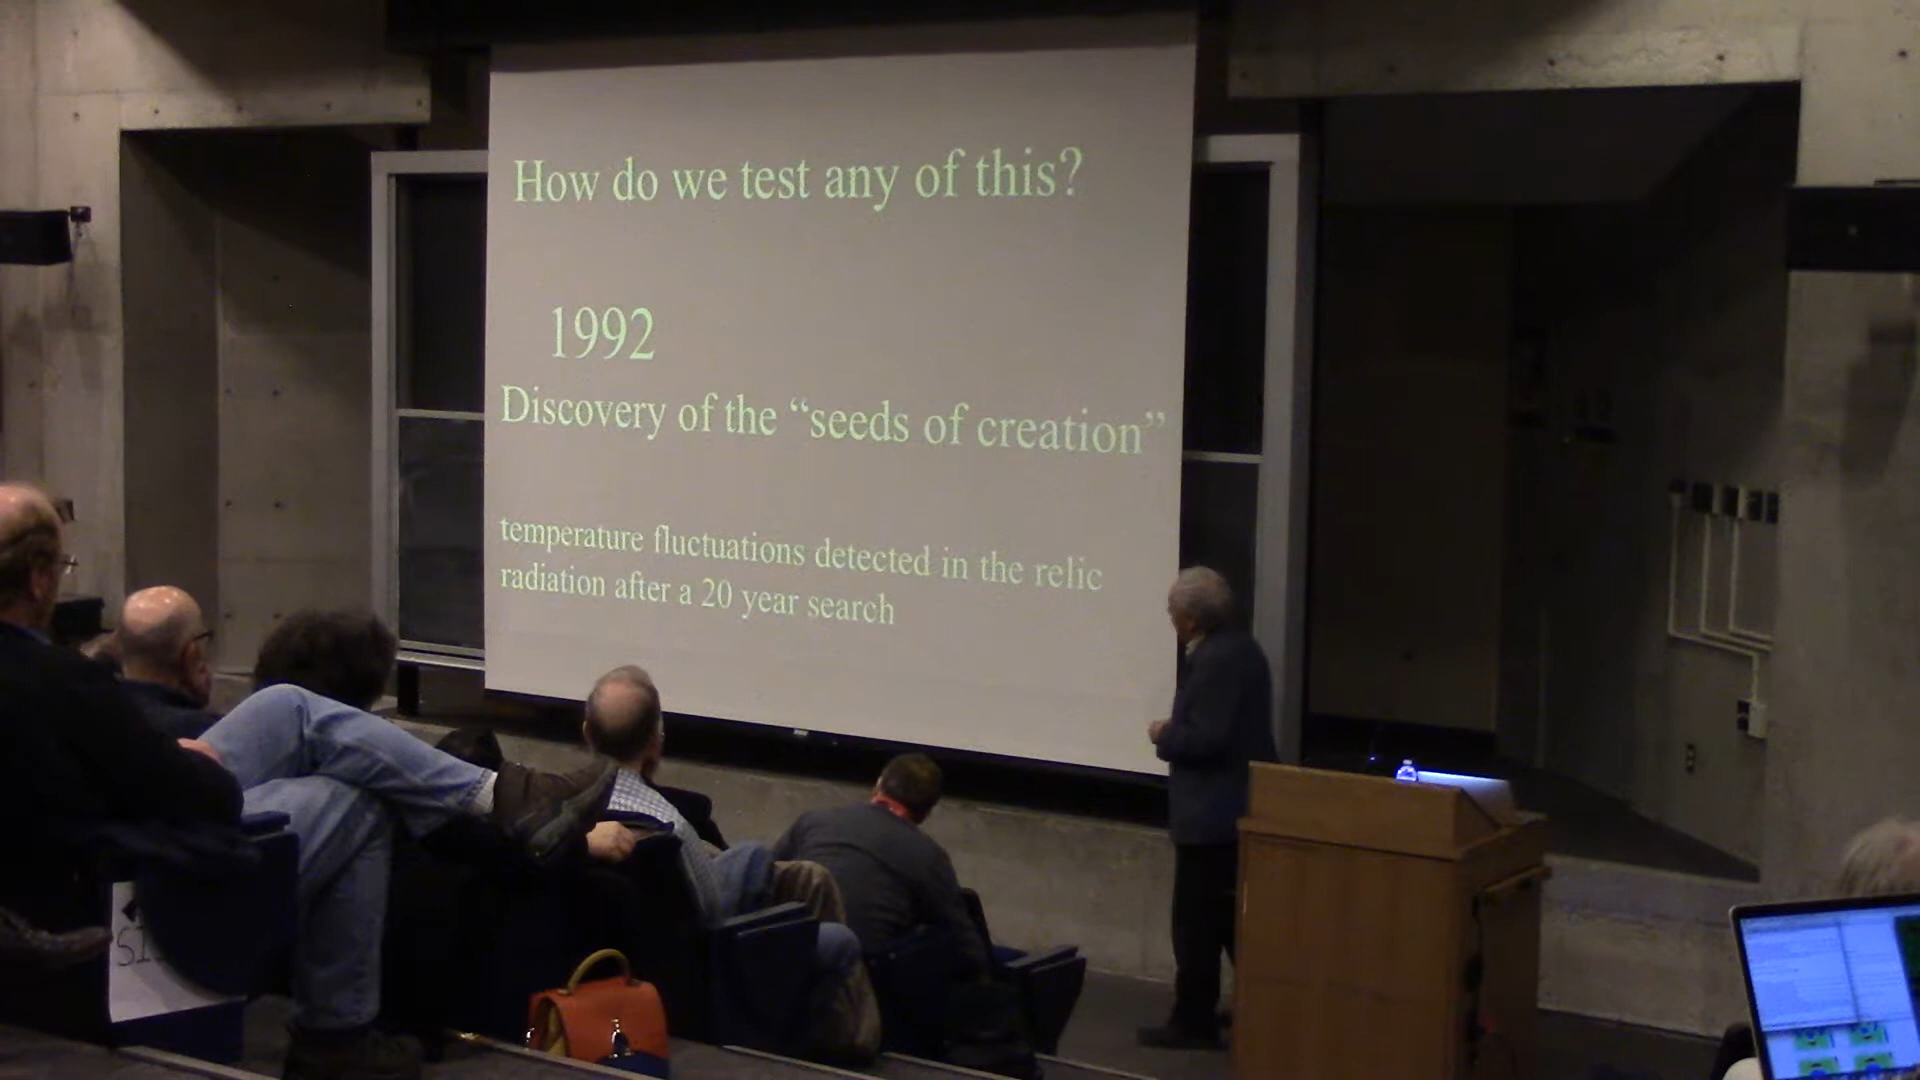 How do we test any of this?
1992
Discovery of the “seeds of creation”
temperature fluctuations detected in the relic
radiation after a 20 year search